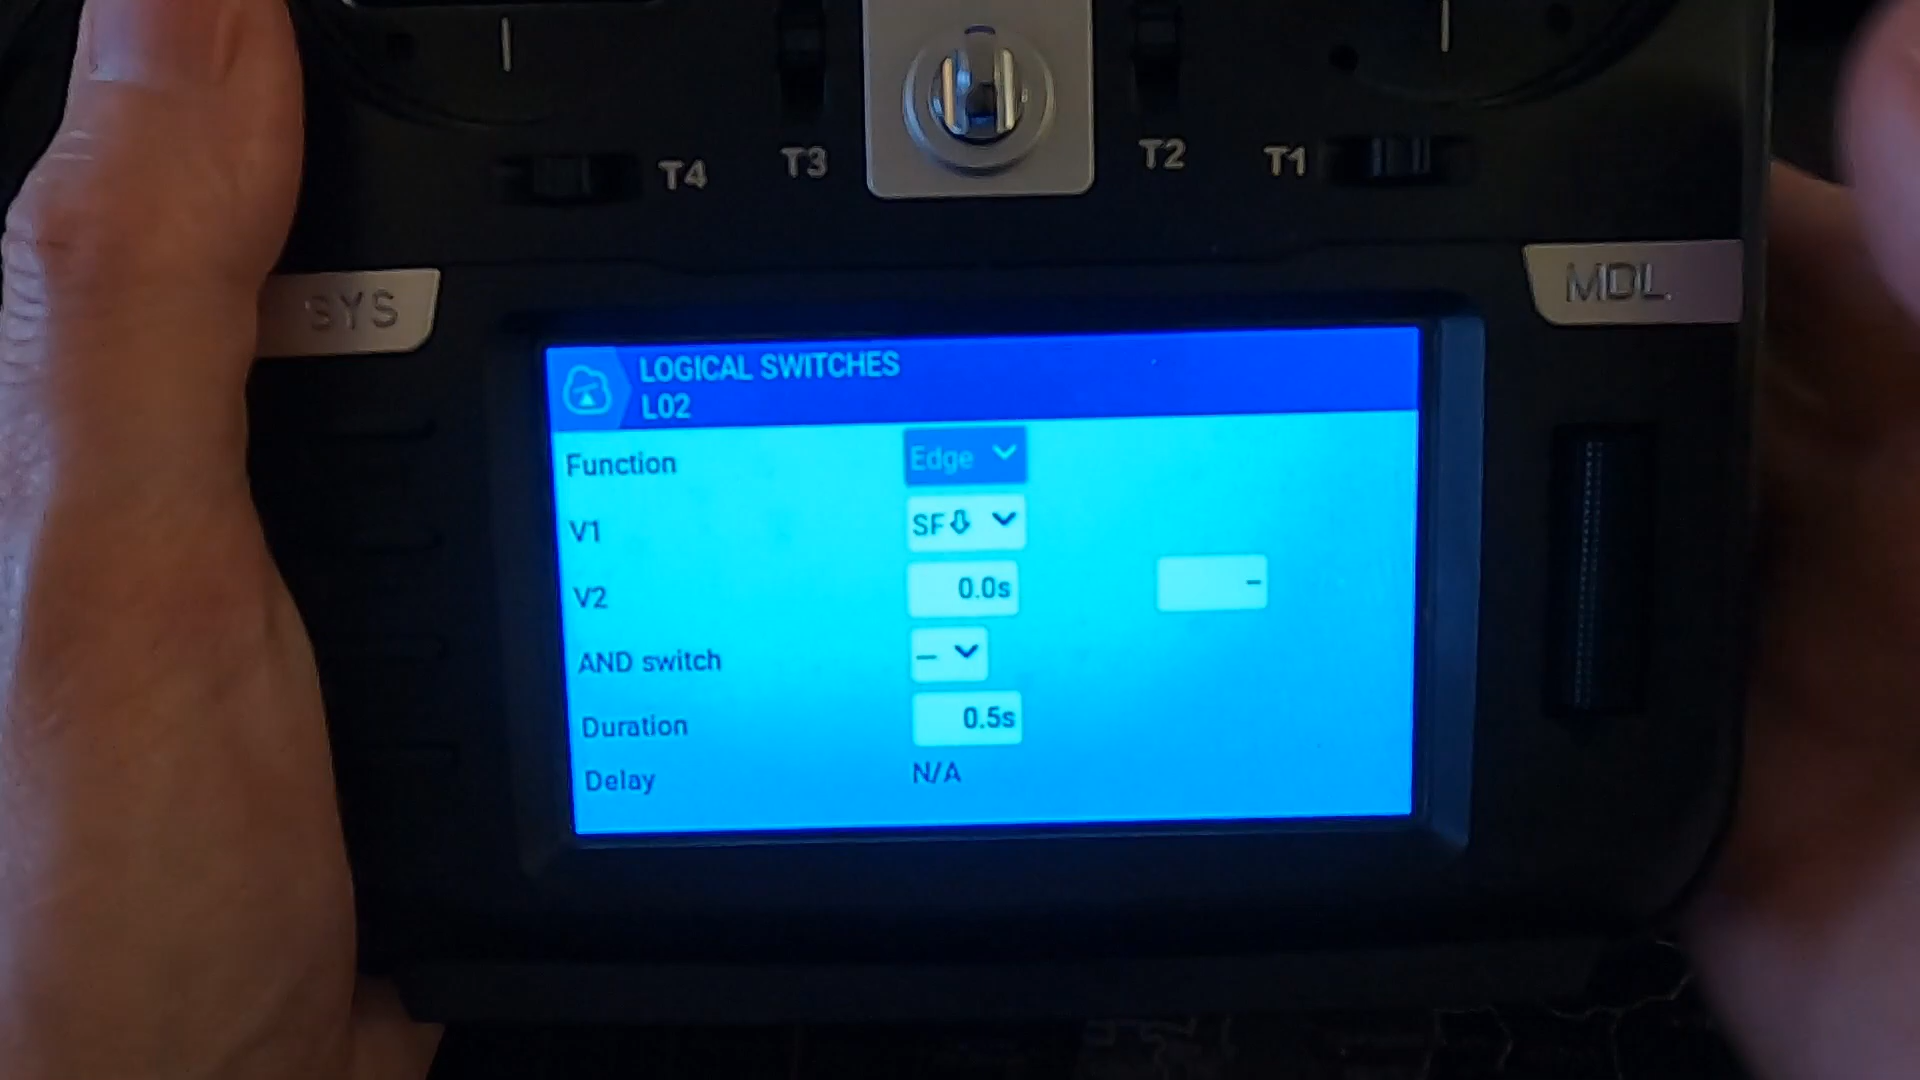 T4 T3 T2 T1
SYS MDL
LOGICAL SWITCHES
L02
Function Edge
V1 SF⇩
V2 0.0s –
AND switch —
Duration 0.5s
Delay N/A